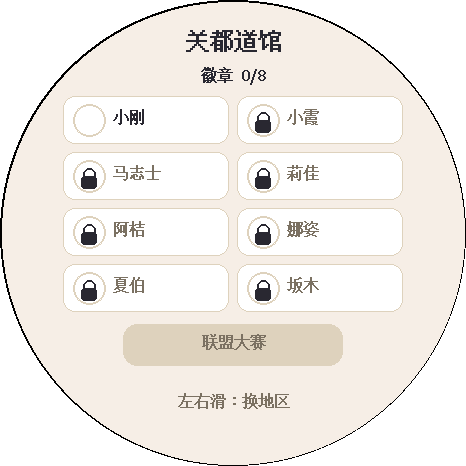 关都道馆
徽章 0/8
小刚 小霞
马志士 莉佳
阿桔 娜姿
夏伯 坂木
联盟大赛
左右滑：换地区